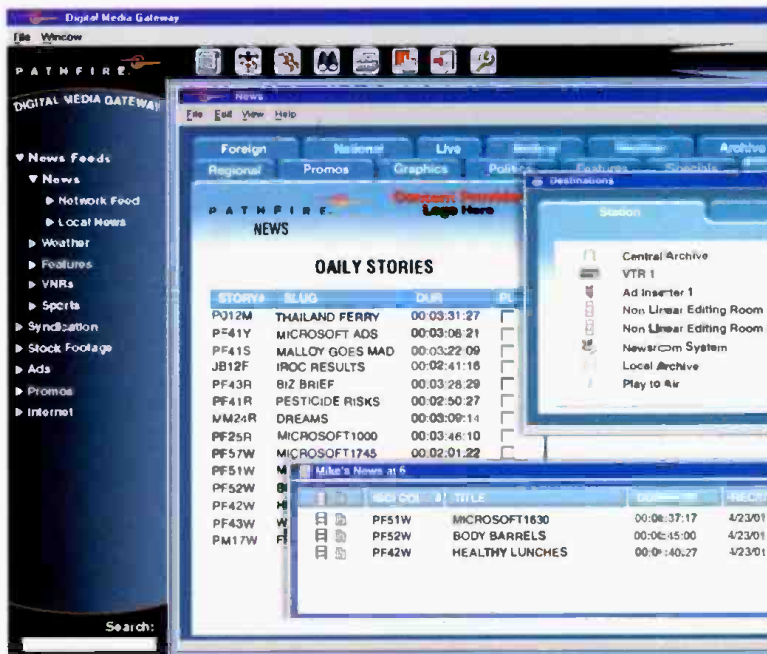 Digital Media Gateway
File Window
PATHFIRE
DIGITAL MEDIA GATEWAY
News Feeds
News
Network Feed
Local News
Weather
Features
VNRs
Sports
Syndication
Stock Footage
Ads
Promos
Internet
Search:
News
File Edit View Help
Foreign National Live Weather Archive
Regional Promos Graphics Politics Features Specials
PATHFIRE
NEWS
Content Provider
Logo Here
DAILY STORIES
STORY# SLUG DUR
P012M THAILAND FERRY 00:03:31:27
PF41Y MICROSOFT ADS 00:03:08:21
PF41S MALLOY GOES MAD 00:03:22:09
JB12F IROC RESULTS 00:02:41:16
PF43R BIZ BRIEF 00:03:28:29
PF41R PESTICIDE RISKS 00:02:50:27
MM24R DREAMS 00:03:09:14
PF25R MICROSOFT1000 00:03:46:10
PF57W MICROSOFT1745 00:02:01:22
PF51W M
PF52W B
PF42W H
PF43W W
PM17W F
Destinations
Station
Central Archive
VTR 1
Ad Inserter 1
Non Linear Editing Room
Non Linear Editing Room
Newsroom System
Local Archive
Play to Air
Mike's News at 6
TITLE
PF51W MICROSOFT1630 4/23/01
PF52W BODY BARRELS 4/23/01
PF42W HEALTHY LUNCHES 4/23/01